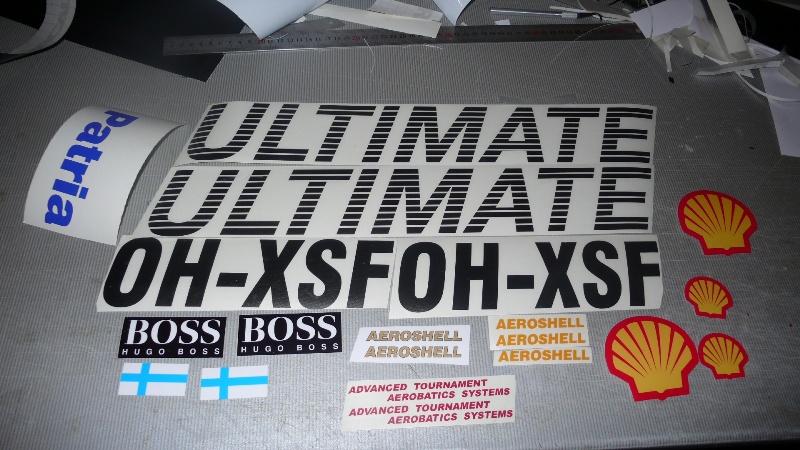 Patria
ULTIMATE
ULTIMATE
OH-XSF
OH-XSF
BOSS
HUGO BOSS
BOSS
HUGO BOSS
AEROSHELL
AEROSHELL
AEROSHELL
AEROSHELL
AEROSHELL
ADVANCED TOURNAMENT
AEROBATICS SYSTEMS
ADVANCED TOURNAMENT
AEROBATICS SYSTEMS